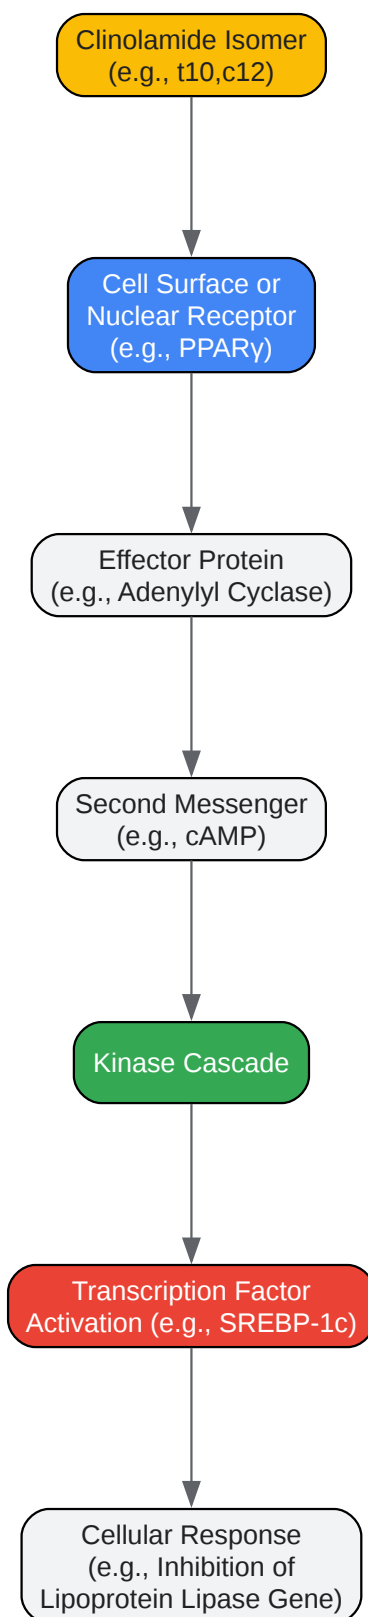 Clinolamide Isomer
(e.g., t10,c12)
Cell Surface or
Nuclear Receptor
(e.g., PPARγ)
Effector Protein
(e.g., Adenylyl Cyclase)
Second Messenger
(e.g., cAMP)
Kinase Cascade
Transcription Factor
Activation (e.g., SREBP-1c)
Cellular Response
(e.g., Inhibition of
Lipoprotein Lipase Gene)